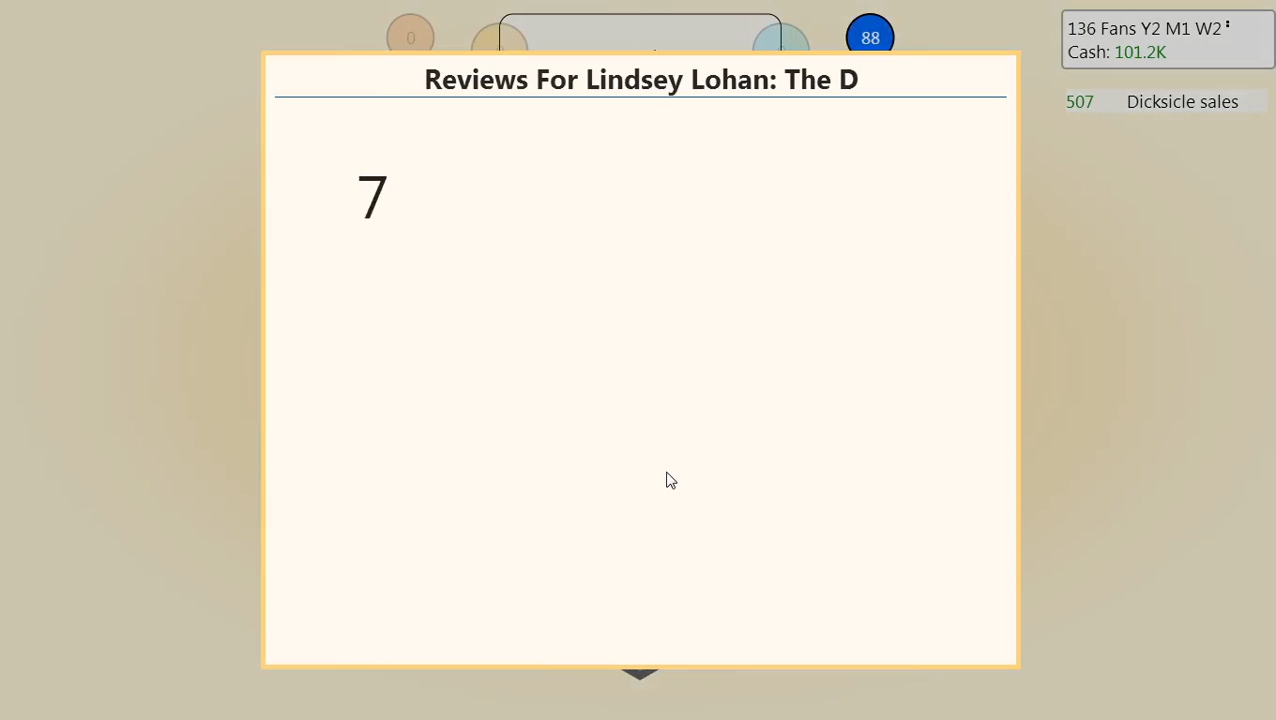 0
88
136 Fans Y2 M1 W2
Cash: 101.2K
Reviews For Lindsey Lohan: The D
507 Dicksicle sales
7